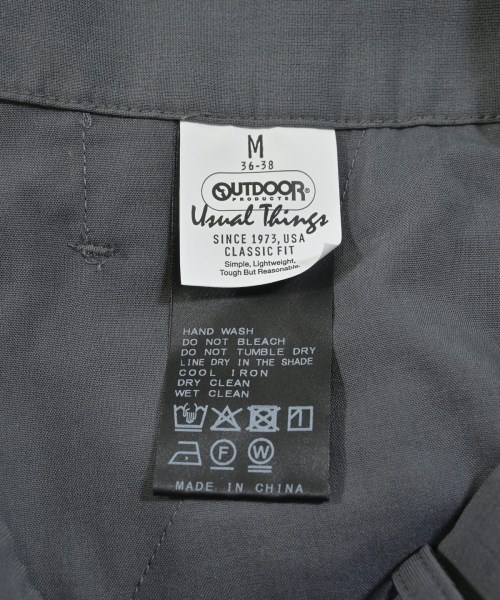 M
36-38
OUTDOOR®
PRODUCTS
Usual Things
SINCE 1973, USA
CLASSIC FIT
Simple, Lightweight,
Tough But Reasonable.
HAND WASH
DO NOT BLEACH
DO NOT TUMBLE DRY
LINE DRY IN THE SHADE
COOL IRON
DRY CLEAN
WET CLEAN
F W
MADE IN CHINA